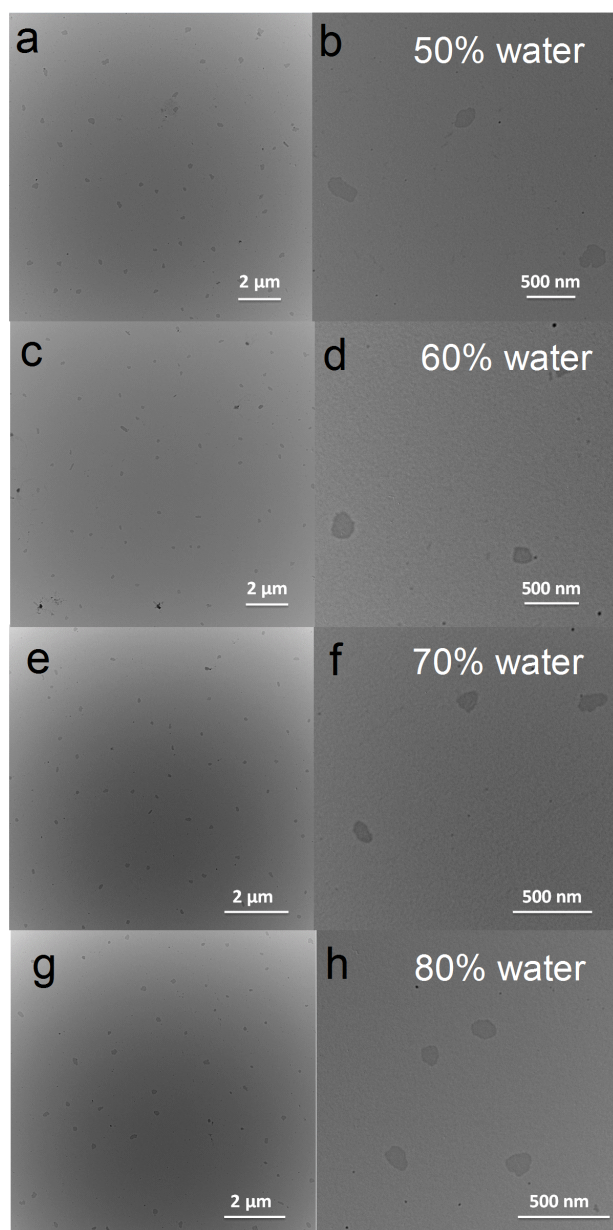 a
b
50% water
2 μm
500 nm
c
d
60% water
2 μm
500 nm
e
f
70% water
2 μm
500 nm
g
h
80% water
2 μm
500 nm